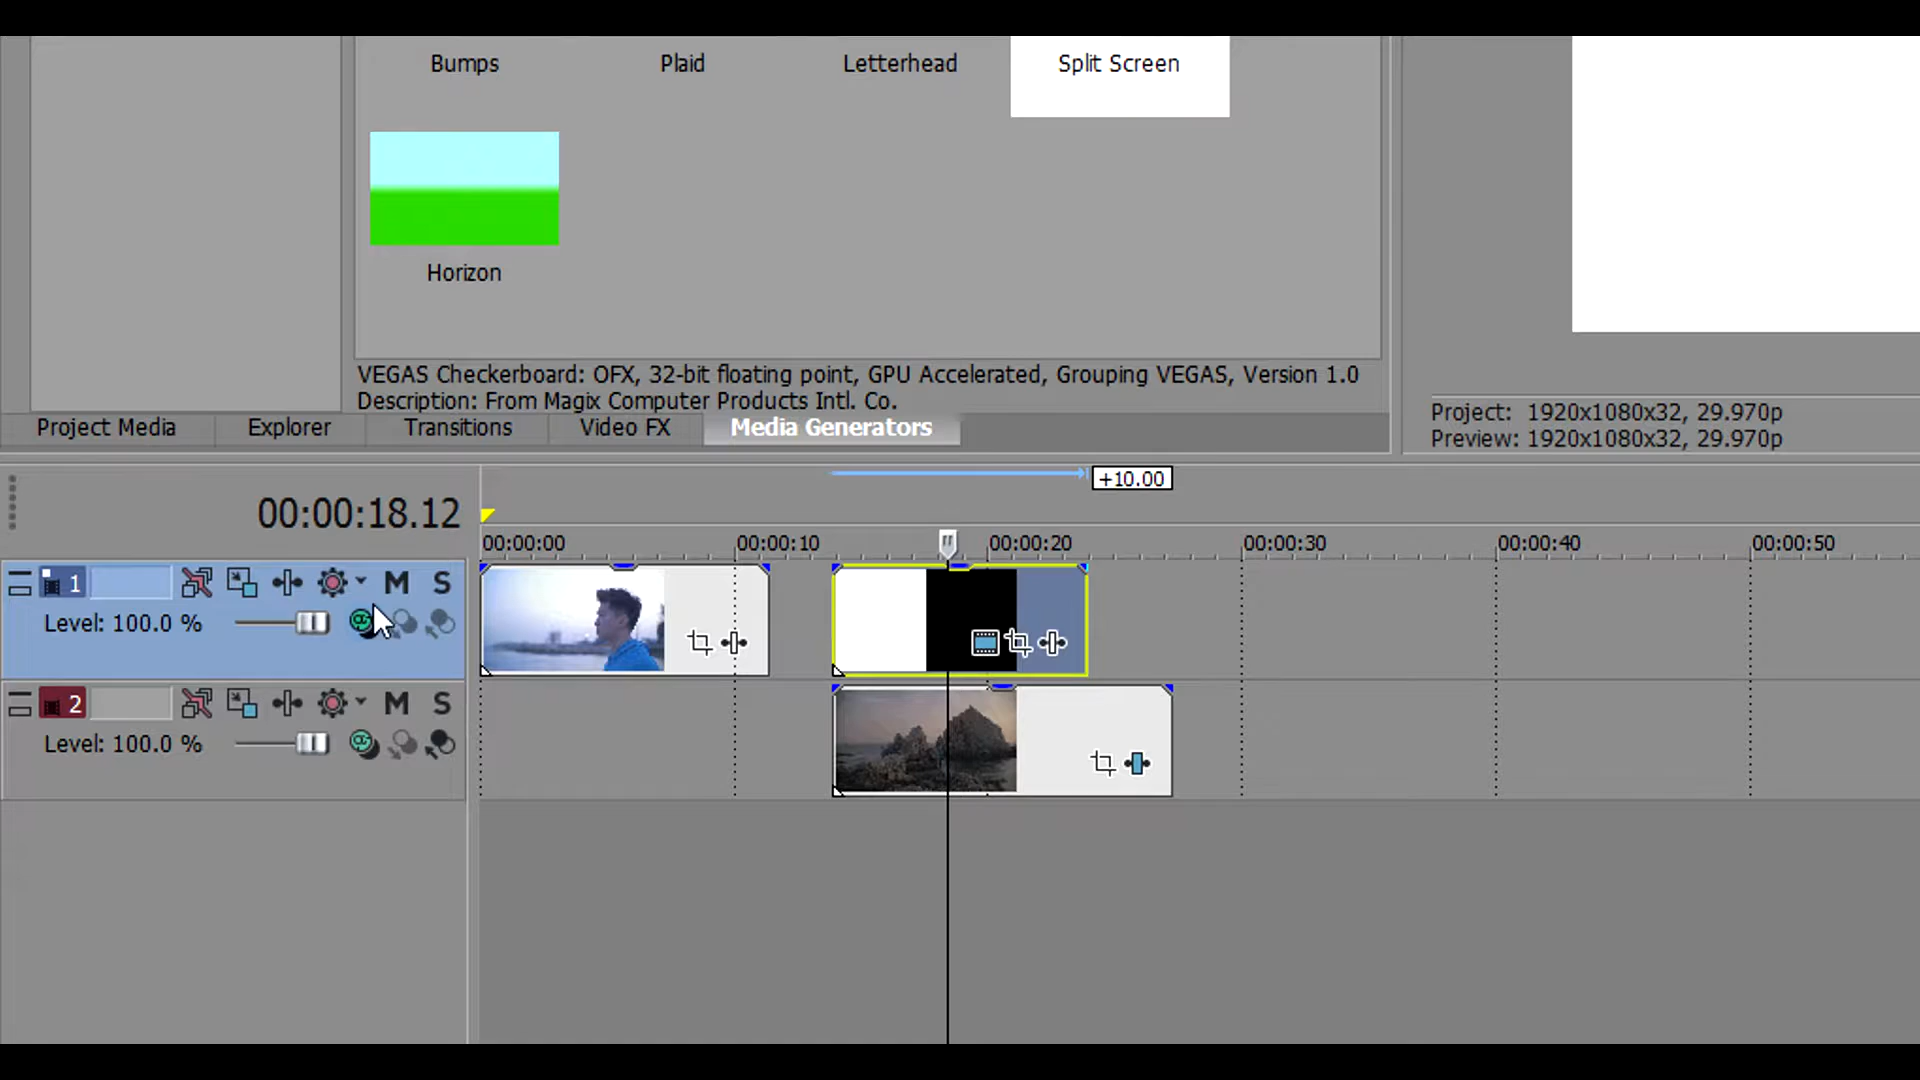 Bumps
Plaid
Letterhead
Split Screen
Horizon
VEGAS Checkerboard: OFX, 32-bit floating point, GPU Accelerated, Grouping VEGAS, Version 1.0
Description: From Magix Computer Products Intl. Co.
Project: 1920x1080x32, 29.970p
Preview: 1920x1080x32, 29.970p
Project Media
Explorer
Transitions
Video FX
Media Generators
+10.00
00:00:18.12
00:00:00
00:00:10
00:00:20
00:00:30
00:00:40
00:00:50
1
M
S
Level: 100.0 %
2
M
S
Level: 100.0 %